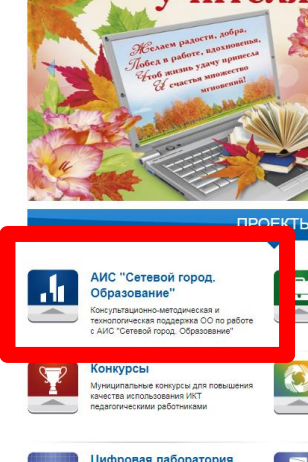 Желаем радости, добра,
Побед в работе, вдохновенья,
Чтоб жизнь удачу принесла
И счастья множество
мгновений!
ПРОЕКТЫ
АИС "Сетевой город.
Образование"
Консультационно-методическая и
технологическая поддержка ОО по работе
с АИС "Сетевой город. Образование"
Конкурсы
Муниципальные конкурсы для повышения
качества использования ИКТ
педагогическими работниками
Цифровая лаборатория